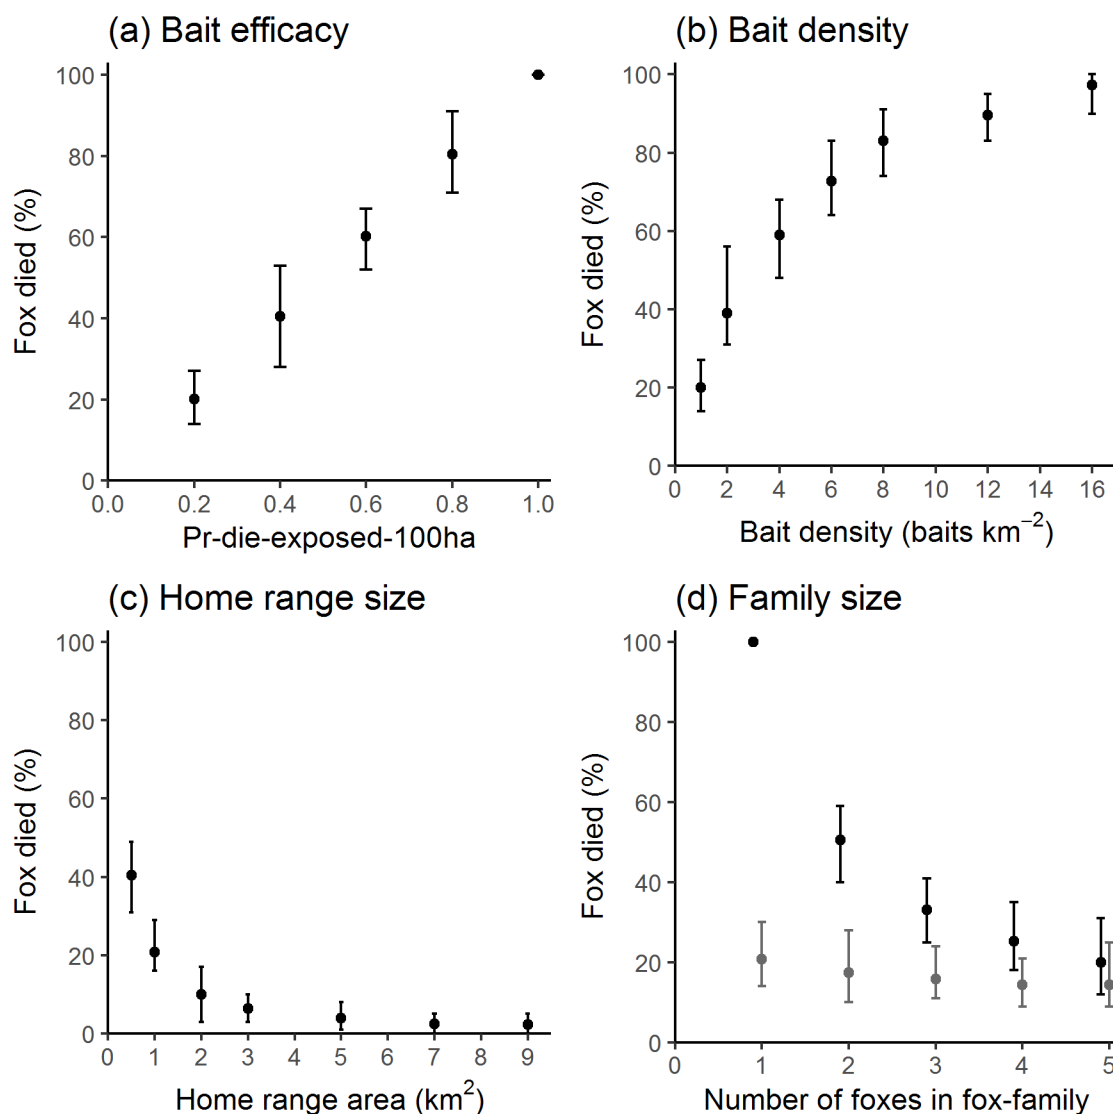 (a) Bait efficacy
100
80
60
40
20
0
Fox died (%)
0.0 0.2 0.4 0.6 0.8 1.0
Pr-die-exposed-100ha
(b) Bait density
100
80
60
40
20
0
Fox died (%)
0 2 4 6 8 10 12 14 16
Bait density (baits km⁻²)
(c) Home range size
100
80
60
40
20
0
Fox died (%)
0 1 2 3 4 5 6 7 8 9
Home range area (km²)
(d) Family size
100
80
60
40
20
0
Fox died (%)
0 1 2 3 4 5
Number of foxes in fox-family